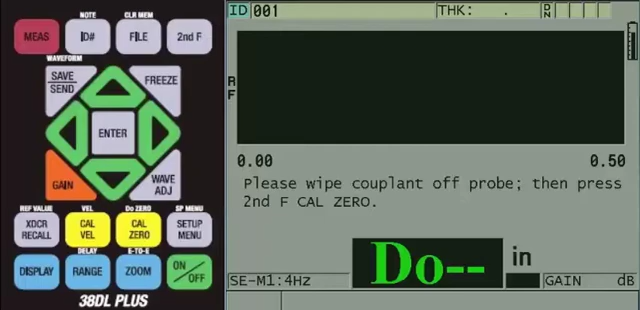 NOTE
CLR MEM
MEAS
ID#
FILE
2nd F
WAVEFORM
SAVE
SEND
FREEZE
ENTER
GAIN
WAVE
ADJ
REF VALUE
VEL
Do ZERO
SP MENU
XDCR
RECALL
CAL
VEL
CAL
ZERO
SETUP
MENU
DELAY
E-TO-E
DISPLAY
RANGE
ZOOM
ON
/OFF
38DL PLUS
ID 001
THK: .
DN
RF
0.00
0.50
Please wipe couplant off probe; then press
2nd F CAL ZERO.
Do--
in
SE-M1:4Hz
GAIN dB